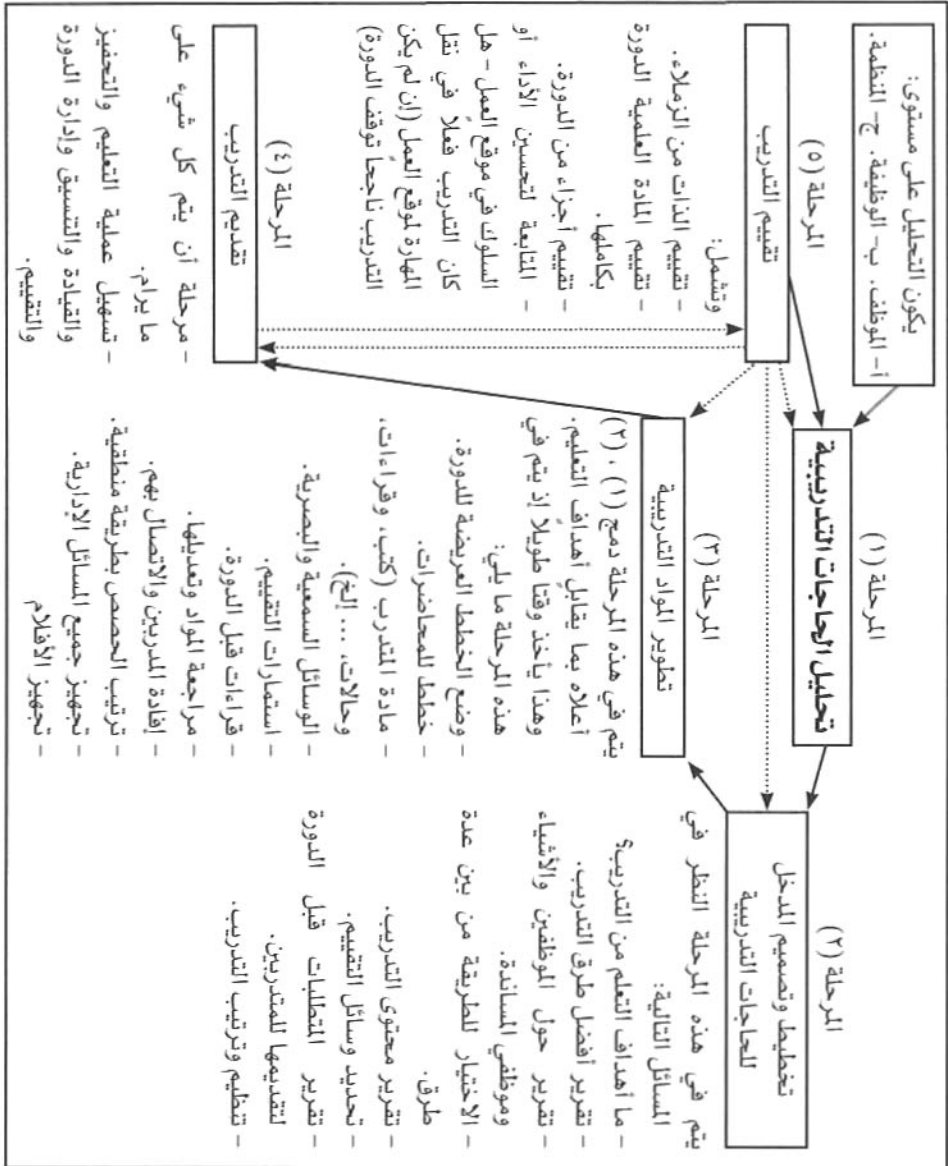 المرحلة (١)
تحليل الحاجات التدريبية
يكون التحليل على مستوى:
أ- الموظف. ب- الوظيفة. ج- المنظمة.
المرحلة (٢)
تخطيط وتصميم المدخل
للحاجات التدريبية
يتم في هذه المرحلة النظر في
المسائل التالية:
- ما أهداف التعلم من التدريب؟
- تقرير أفضل طرق التدريب.
- تقرير حول الموظفين والأشياء
وموظفي المساندة.
- الاختيار للطريقة من بين عدة
طرق.
- تقرير محتوى التدريب.
- تحديد وسائل التقييم.
- تقرير المتطلبات قبل الدورة
لتقديمها للمتدربين.
- تنظيم وترتيب التدريب.
المرحلة (٣)
تطوير المواد التدريبية
يتم في هذه المرحلة دمج (١) ، (٢)
أعلاه بما يقابل أهداف التعليم.
وهذا يأخذ وقتا طويلاً إذ يتم في
هذه المرحلة ما يلي:
- وضع الخطط العريضة للدورة.
- خطط للمحاضرات.
- مادة المتدرب (كتب، وقراءات،
وحالات، ... إلخ).
- الوسائل السمعية والبصرية.
- استمارات التقييم.
- قراءات قبل الدورة.
- مراجعة المواد وتعديلها.
- إفادة المدربين والاتصال بهم.
- ترتيب الحصص بطريقة منطقية.
- تجهيز جميع المسائل الإدارية.
- تجهيز الأفلام
المرحلة (٥)
تقييم التدريب
وتشمل:
- تقييم الذات من الزملاء.
- تقييم المادة العلمية الدورة
بكاملها.
- تقييم أجزاء من الدورة.
- المتابعة لتحسين الأداء أو
السلوك في موقع العمل - هل
كان التدريب فعلاً في نقل
المهارة لموقع العمل (إن لم يكن
التدريب ناجحا توقف الدورة)
المرحلة (٤)
تقديم التدريب
- مرحلة أن يتم كل شيء على
ما يرام.
- تسهيل عملية التعليم والتحفيز
والقيادة والتنسيق وإدارة الدورة
والتقييم.